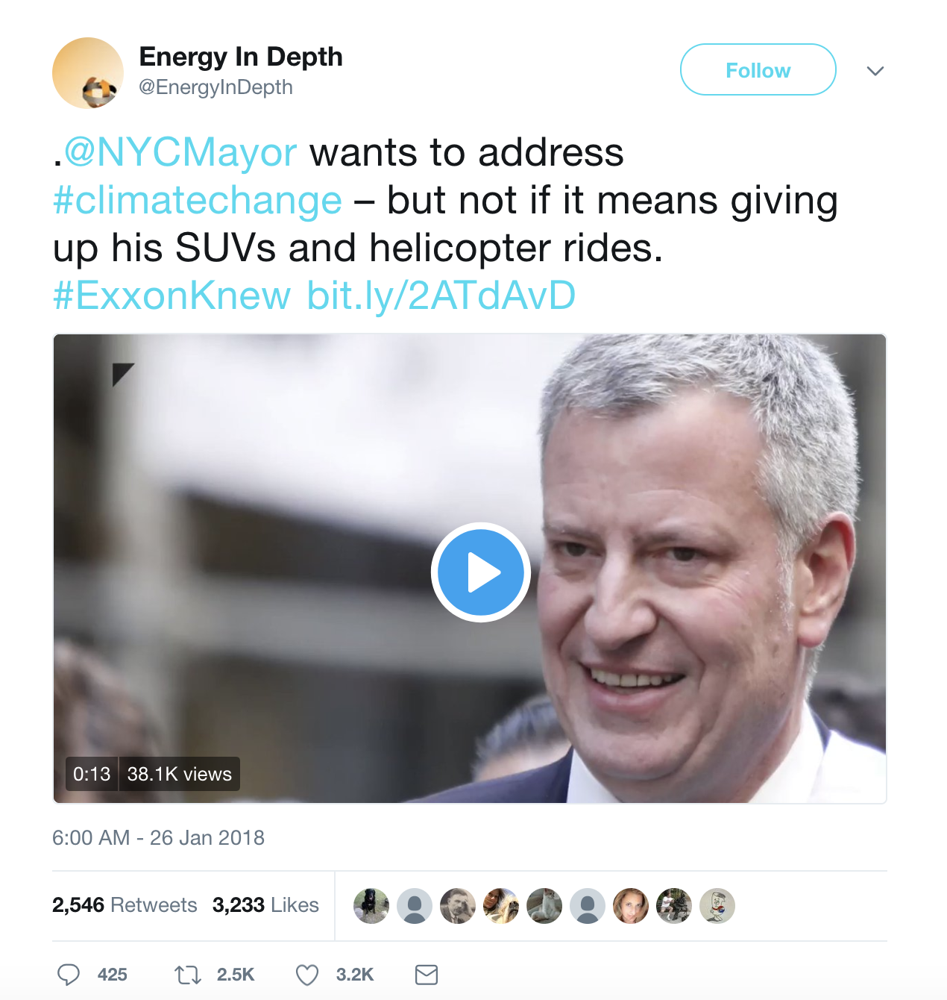 Energy In Depth
@EnergyInDepth
Follow
.@NYCMayor wants to address
#climatechange – but not if it means giving
up his SUVs and helicopter rides.
#ExxonKnew bit.ly/2ATdAvD
0:13 38.1K views
6:00 AM - 26 Jan 2018
2,546 Retweets 3,233 Likes
425 2.5K 3.2K